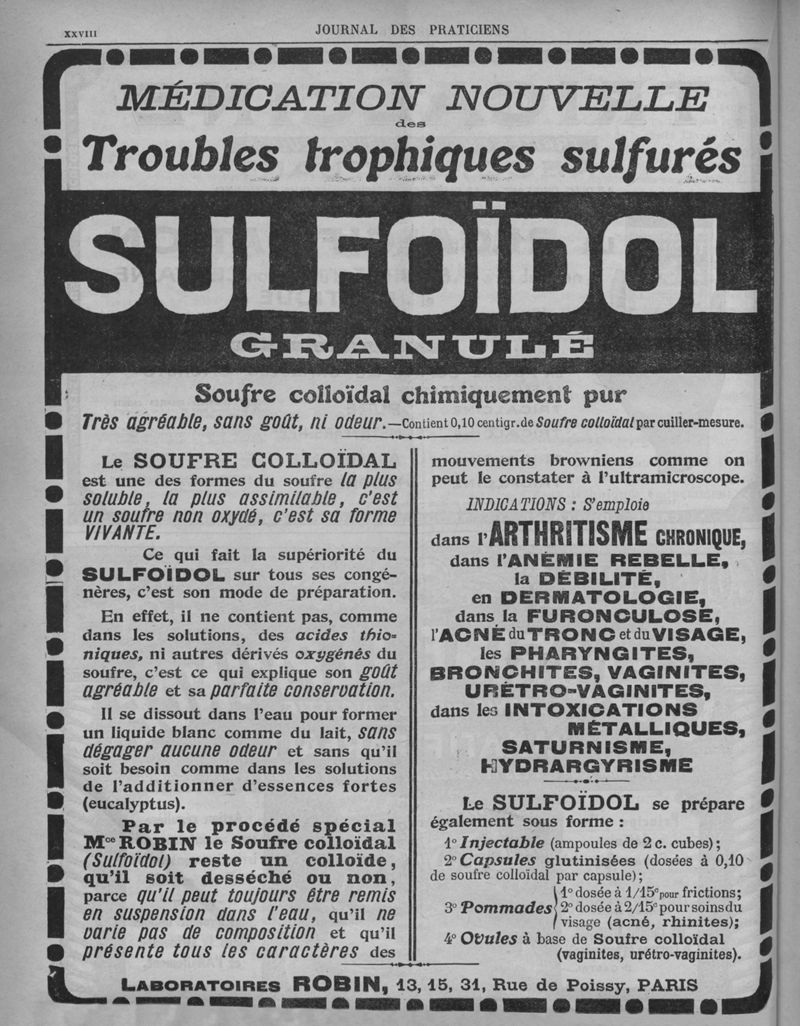 XXVIII
JOURNAL DES PRATICIENS
MÉDICATION NOUVELLE
des
Troubles trophiques sulfurés
SULFOÏDOL
GRANULÉ
Soufre colloïdal chimiquement pur
Très agréable, sans goût, ni odeur.—Contient 0,10 centigr. de Soufre colloïdal par cuiller-mesure.
Le SOUFRE COLLOÏDAL
est une des formes du soufre la plus
soluble, la plus assimilable, c'est
un soufre non oxydé, c'est sa forme
VIVANTE.
Ce qui fait la supériorité du
SULFOÏDOL sur tous ses congé-
nères, c'est son mode de préparation.
En effet, il ne contient pas, comme
dans les solutions, des acides thio-
niques, ni autres dérivés oxygénés du
soufre, c'est ce qui explique son goût
agréable et sa parfaite conservation.
Il se dissout dans l'eau pour former
un liquide blanc comme du lait, sans
dégager aucune odeur et sans qu'il
soit besoin comme dans les solutions
de l'additionner d'essences fortes
(eucalyptus).
Par le procédé spécial
Mce ROBIN le Soufre colloïdal
(Sulfoïdol) reste un colloïde,
qu'il soit desséché ou non,
parce qu'il peut toujours être remis
en suspension dans l'eau, qu'il ne
varie pas de composition et qu'il
présente tous les caractères des
mouvements browniens comme on
peut le constater à l'ultramicroscope.
INDICATIONS : S'emploie
dans l'ARTHRITISME CHRONIQUE,
dans l'ANÉMIE REBELLE,
la DÉBILITÉ,
en DERMATOLOGIE,
dans la FURONCULOSE,
l'ACNÉ du TRONC et du VISAGE,
les PHARYNGITES,
BRONCHITES, VAGINITES,
URÉTRO-VAGINITES,
dans les INTOXICATIONS
MÉTALLIQUES,
SATURNISME,
HYDRARGYRISME
Le SULFOÏDOL se prépare
également sous forme :
1° Injectable (ampoules de 2 c. cubes) ;
2° Capsules glutinisées (dosées à 0,10
de soufre colloïdal par capsule) ;
3° Pommades { 1° dosée à 1/15e pour frictions;
2° dosée à 2/15e pour soins du
visage (acné, rhinites);
4° Ovules à base de Soufre colloïdal
(vaginites, urétro-vaginites).
LABORATOIRES ROBIN, 13, 15, 31, Rue de Poissy, PARIS